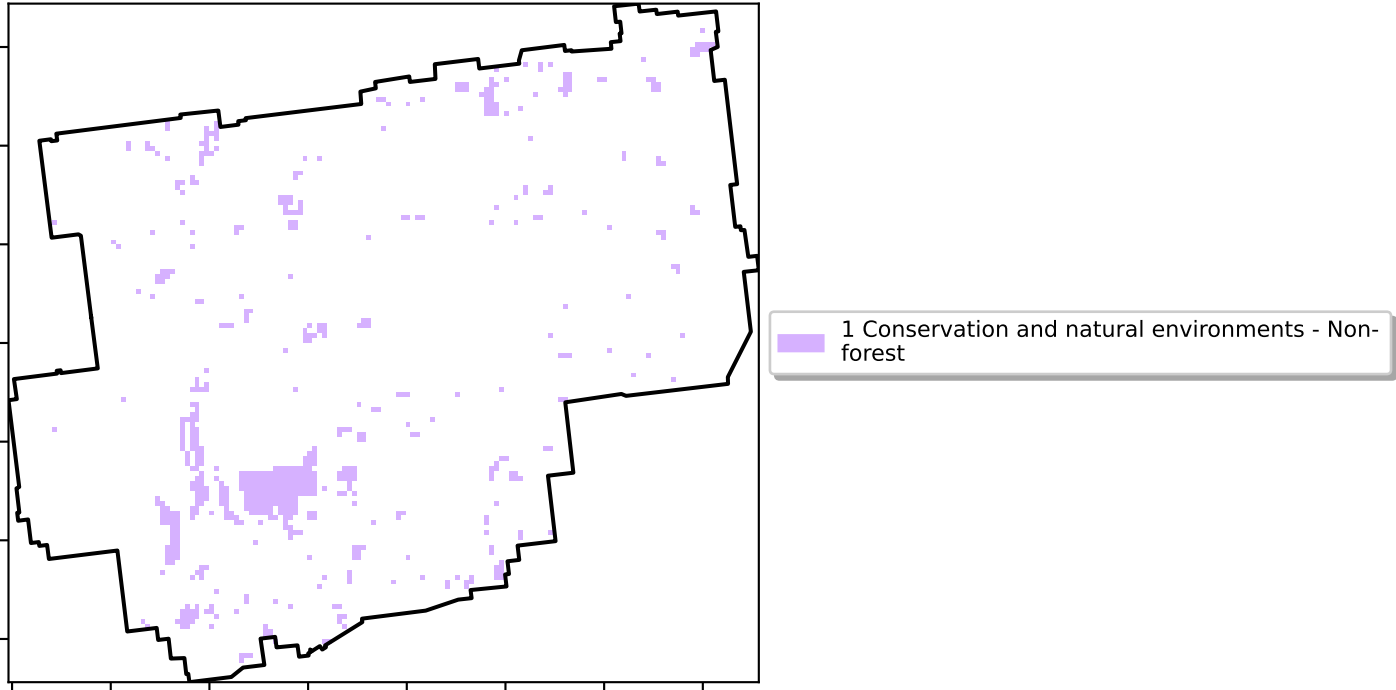 1 Conservation and natural environments - Non-
forest